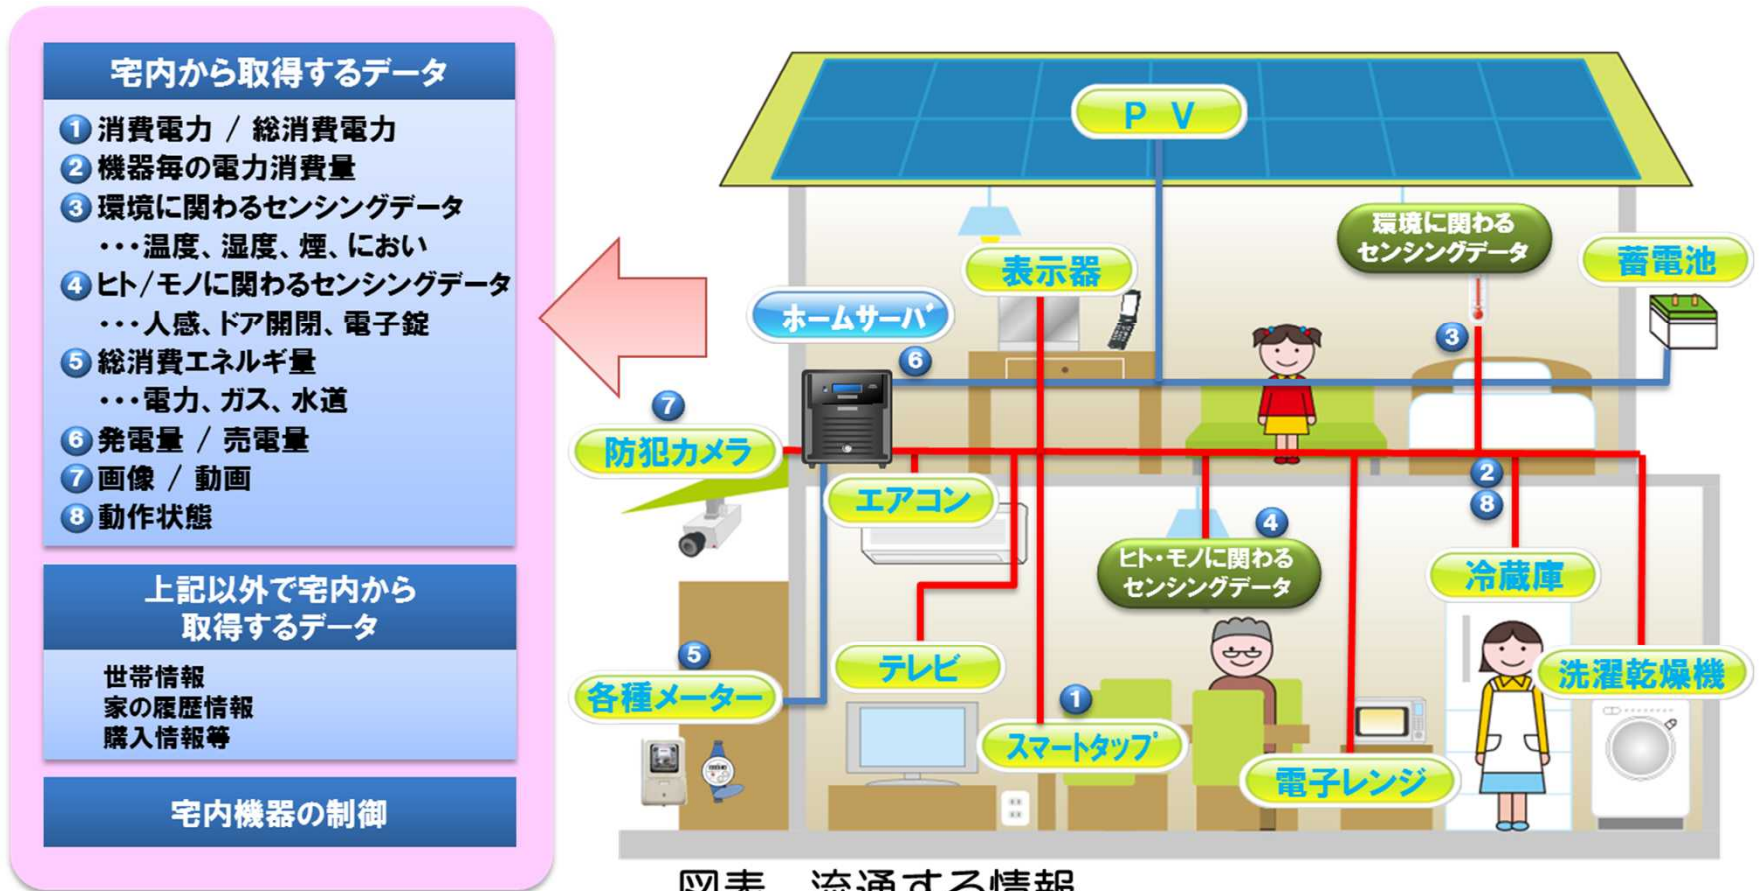 宅内から取得するデータ
1 消費電力 / 総消費電力
2 機器毎の電力消費量
3 環境に関わるセンシングデータ
・・・温度、湿度、煙、におい
4 ヒト/モノに関わるセンシングデータ
・・・人感、ドア開閉、電子錠
5 総消費エネルギ量
・・・電力、ガス、水道
6 発電量 / 売電量
7 画像 / 動画
8 動作状態
上記以外で宅内から
取得するデータ
世帯情報
家の履歴情報
購入情報等
宅内機器の制御
ＰＶ
環境に関わる
センシングデータ
表示器
蓄電池
ホームサーバ
3
6
7
防犯カメラ
エアコン
2
8
4
ヒト・モノに関わる
センシングデータ
冷蔵庫
5
各種メーター
テレビ
1
スマートタップ
洗濯乾燥機
電子レンジ
図表 流通する情報